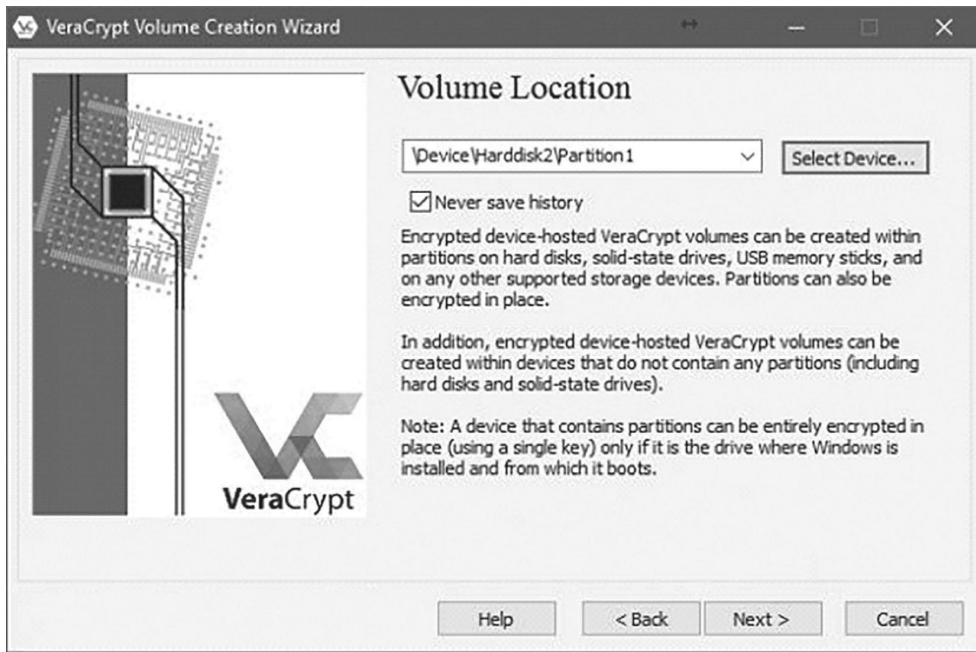 VeraCrypt Volume Creation Wizard
Volume Location
\Device\Harddisk2\Partition1
Select Device...
Never save history
Encrypted device-hosted VeraCrypt volumes can be created within
partitions on hard disks, solid-state drives, USB memory sticks, and
on any other supported storage devices. Partitions can also be
encrypted in place.
In addition, encrypted device-hosted VeraCrypt volumes can be
created within devices that do not contain any partitions (including
hard disks and solid-state drives).
Note: A device that contains partitions can be entirely encrypted in
place (using a single key) only if it is the drive where Windows is
installed and from which it boots.
VeraCrypt
Help
< Back
Next >
Cancel